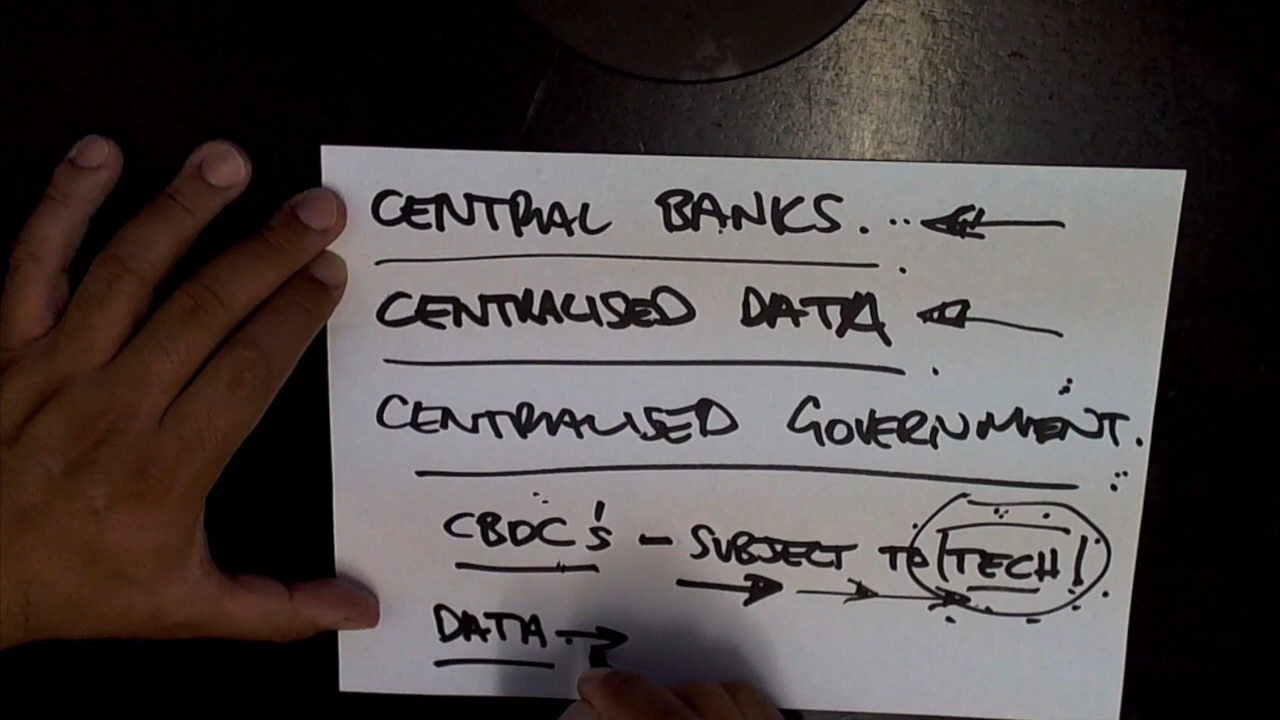 CENTRAL BANKS...
CENTRALISED DATA
CENTRALISED GOVERNMENT.
CBDC's - SUBJECT TO TECH
DATA →